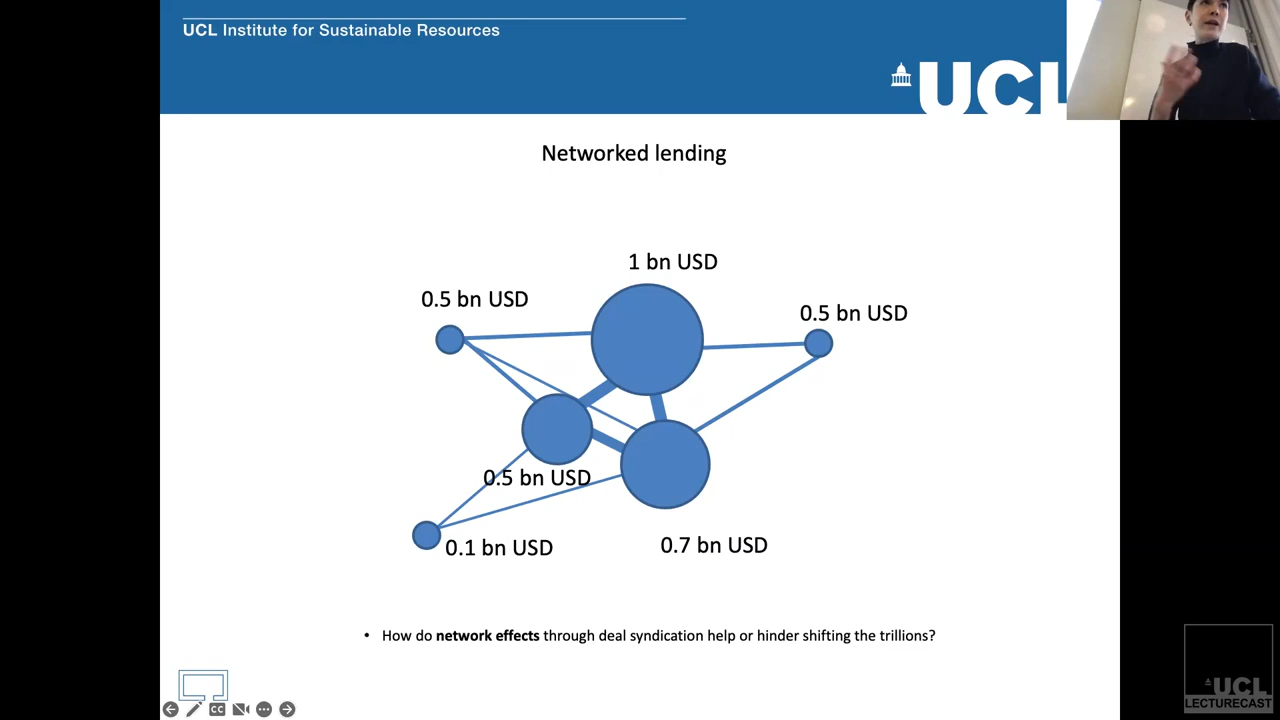 UCL Institute for Sustainable Resources
UCL
Networked lending
1 bn USD
0.5 bn USD
0.5 bn USD
0.5 bn USD
0.1 bn USD
0.7 bn USD
• How do network effects through deal syndication help or hinder shifting the trillions?
CC
UCL
LECTURECAST